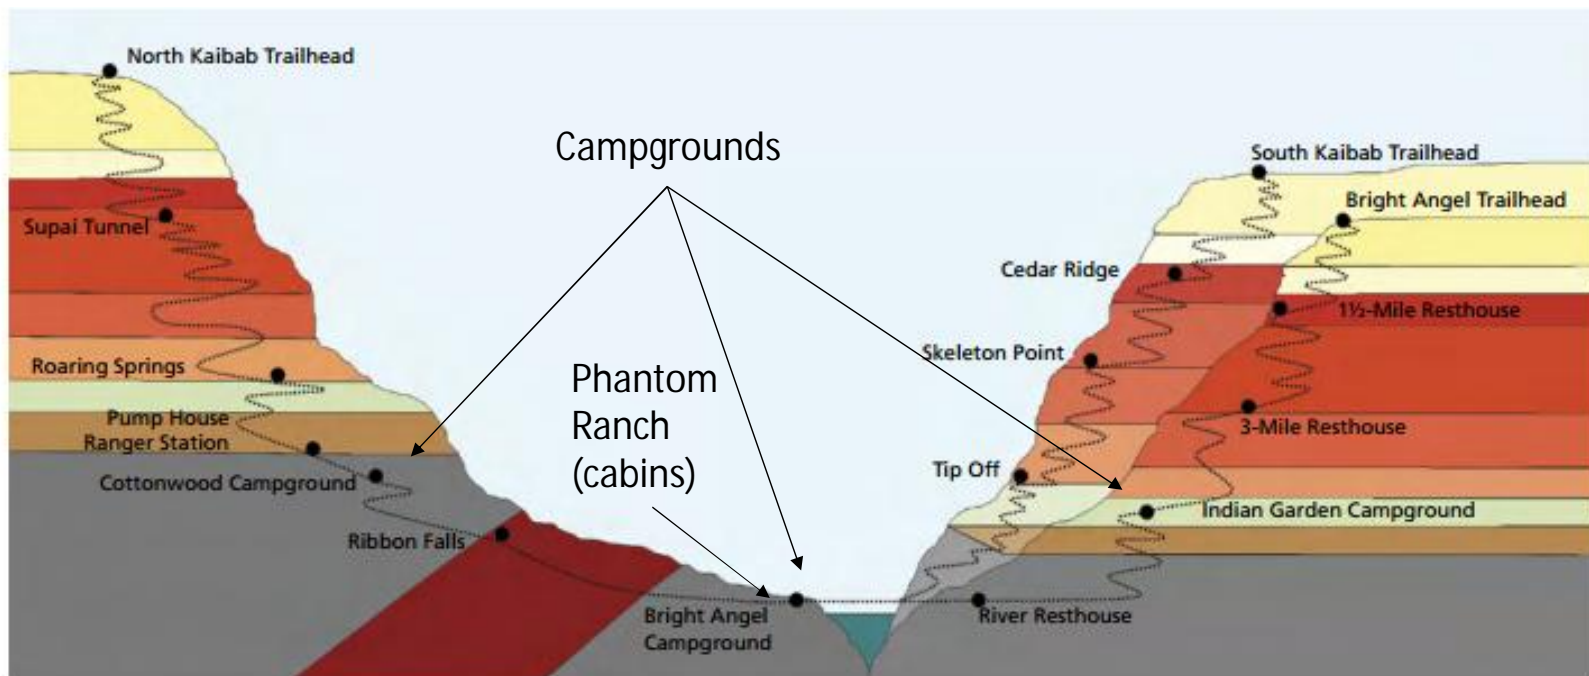 North Kaibab Trailhead
Campgrounds
South Kaibab Trailhead
Bright Angel Trailhead
Supai Tunnel
Cedar Ridge
1½-Mile Resthouse
Skeleton Point
Roaring Springs
Phantom
Ranch
(cabins)
Pump House
Ranger Station
3-Mile Resthouse
Tip Off
Cottonwood Campground
Indian Garden Campground
Ribbon Falls
Bright Angel
Campground
River Resthouse